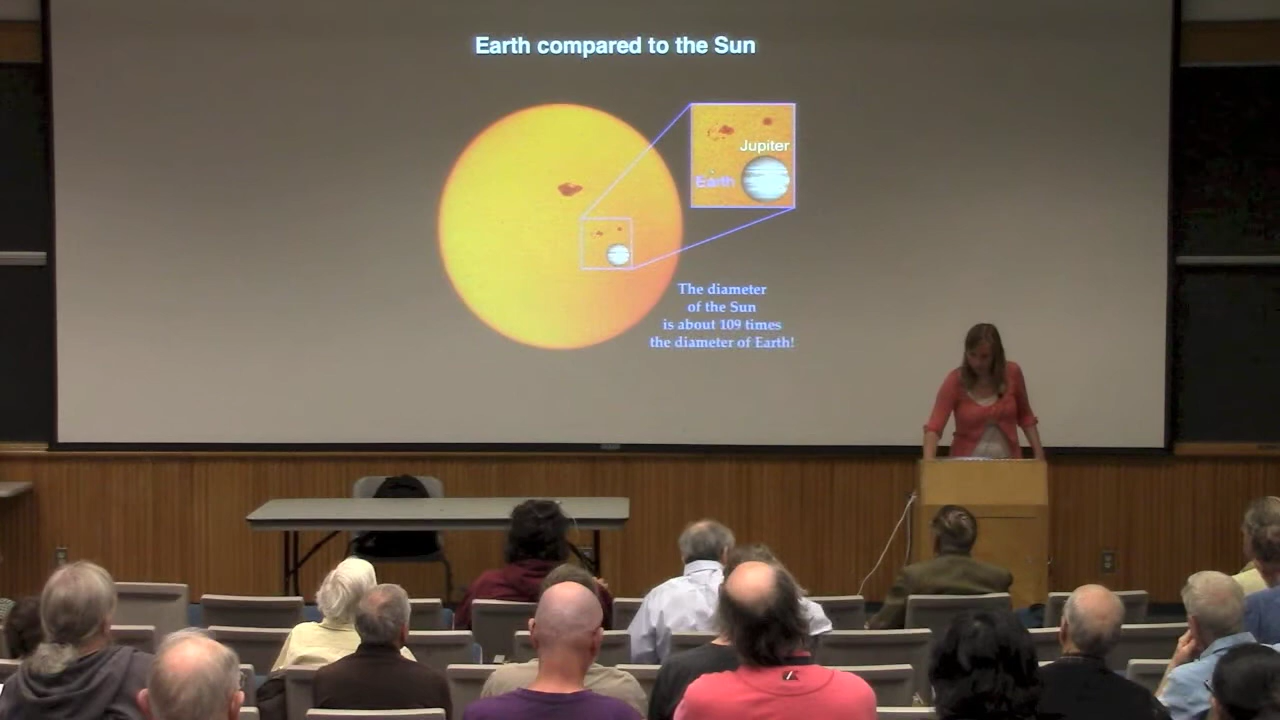 Earth compared to the Sun
Jupiter
Earth
The diameter
of the Sun
is about 109 times
the diameter of Earth!